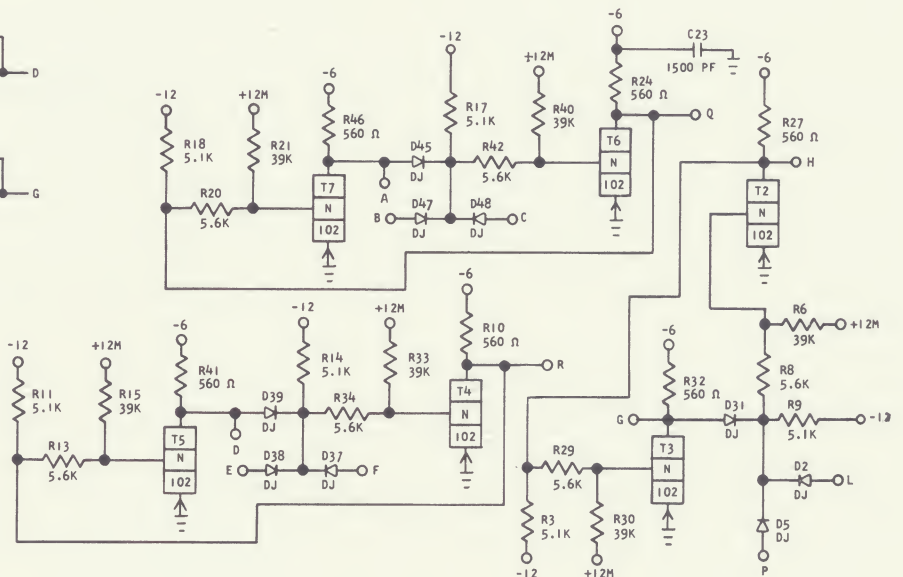 D
G
-12
R18
5.1K
+12M
R21
39K
R20
5.6K
-6
R46
560 Ω
T7
N
102
A
D45
DJ
-12
R17
5.1K
R42
5.6K
B
D47
DJ
D48
DJ
C
+12M
R40
39K
-6
C23
1500 PF
R24
560 Ω
T6
N
102
Q
-6
R27
560 Ω
H
T2
N
102
-12
R11
5.1K
+12M
R15
39K
R13
5.6K
-6
R41
560 Ω
T5
N
102
D
D39
DJ
-12
R14
5.1K
R34
5.6K
E
D38
DJ
D37
DJ
F
+12M
R33
39K
-6
R10
560 Ω
T4
N
102
R
R6
39K
+12M
R8
5.6K
R9
5.1K
-12
-6
R32
560 Ω
G
D31
DJ
T3
N
102
R29
5.6K
R3
5.1K
-12
R30
39K
+12M
D2
DJ
L
D5
DJ
P